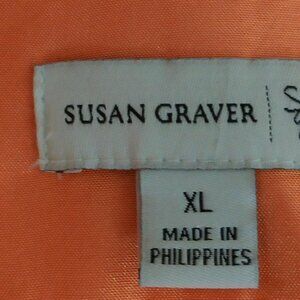 SUSAN GRAVER
XL
MADE IN
PHILIPPINES